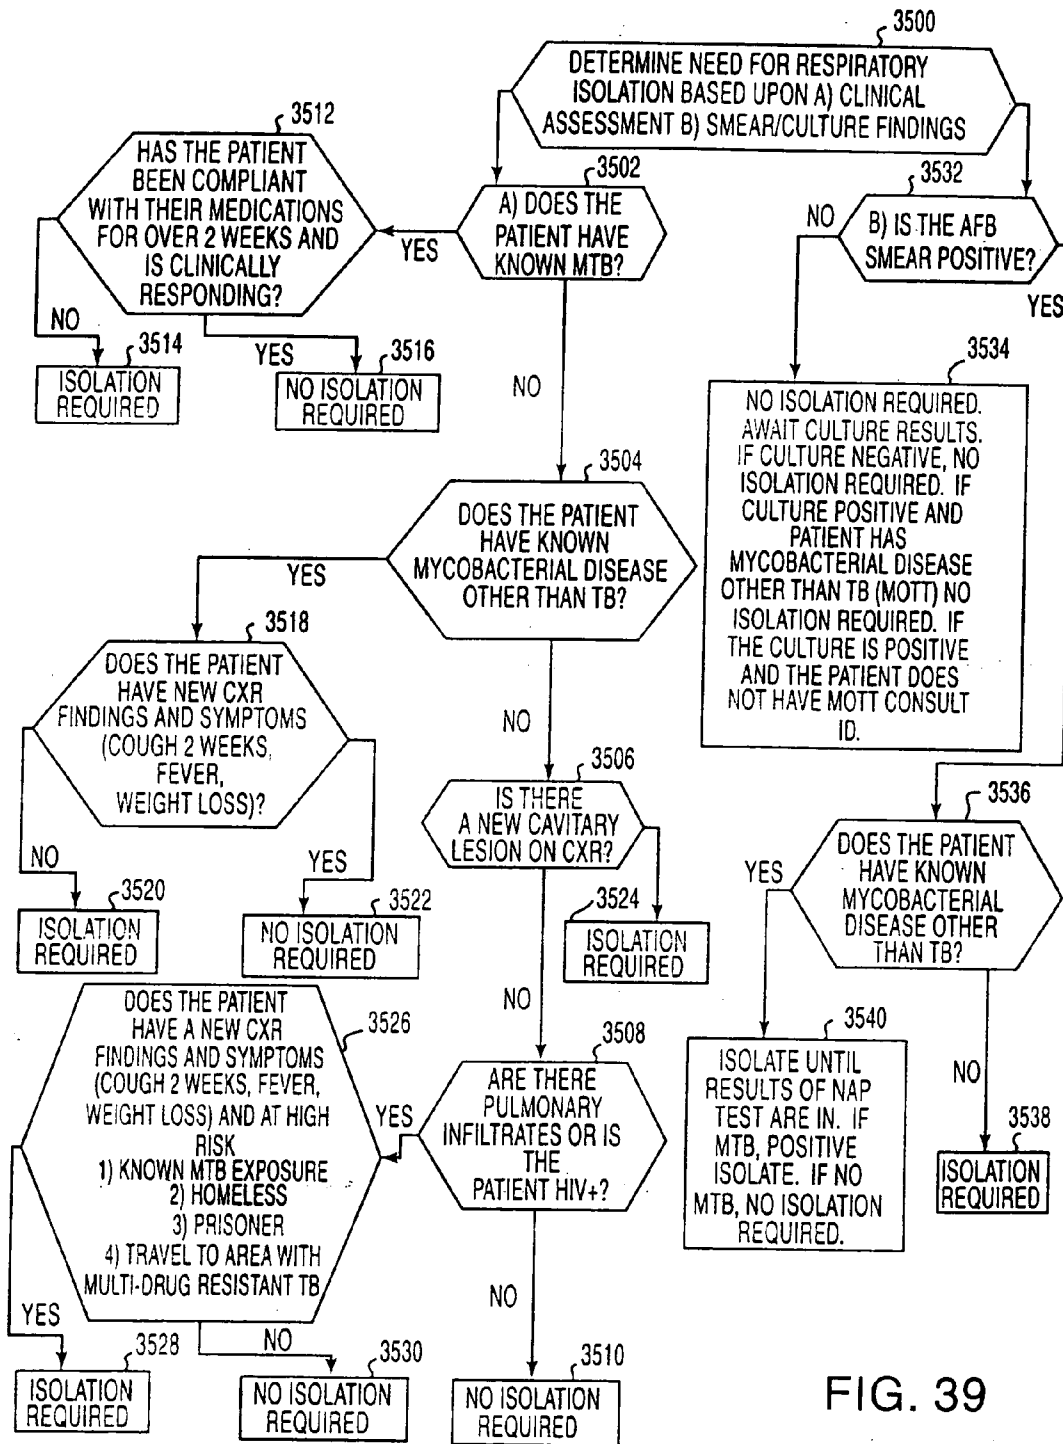 3500
DETERMINE NEED FOR RESPIRATORY
ISOLATION BASED UPON A) CLINICAL
ASSESSMENT B) SMEAR/CULTURE FINDINGS
3512
HAS THE PATIENT
BEEN COMPLIANT
WITH THEIR MEDICATIONS
FOR OVER 2 WEEKS AND
IS CLINICALLY
RESPONDING?
3502
A) DOES THE
PATIENT HAVE
KNOWN MTB?
YES
NO
3532
B) IS THE AFB
SMEAR POSITIVE?
NO
YES
NO
3514
ISOLATION
REQUIRED
YES
3516
NO ISOLATION
REQUIRED
3534
NO ISOLATION REQUIRED.
AWAIT CULTURE RESULTS.
IF CULTURE NEGATIVE, NO
ISOLATION REQUIRED. IF
CULTURE POSITIVE AND
PATIENT HAS
MYCOBACTERIAL DISEASE
OTHER THAN TB (MOTT) NO
ISOLATION REQUIRED. IF
THE CULTURE IS POSITIVE
AND THE PATIENT DOES
NOT HAVE MOTT CONSULT
ID.
3504
DOES THE PATIENT
HAVE KNOWN
MYCOBACTERIAL DISEASE
OTHER THAN TB?
YES
NO
3518
DOES THE PATIENT
HAVE NEW CXR
FINDINGS AND SYMPTOMS
(COUGH 2 WEEKS,
FEVER,
WEIGHT LOSS)?
NO
3520
ISOLATION
REQUIRED
YES
3522
NO ISOLATION
REQUIRED
3506
IS THERE
A NEW CAVITARY
LESION ON CXR?
3524
ISOLATION
REQUIRED
NO
3536
DOES THE PATIENT
HAVE KNOWN
MYCOBACTERIAL
DISEASE OTHER
THAN TB?
YES
NO
3540
ISOLATE UNTIL
RESULTS OF NAP
TEST ARE IN. IF
MTB, POSITIVE
ISOLATE. IF NO
MTB, NO ISOLATION
REQUIRED.
3538
ISOLATION
REQUIRED
3508
ARE THERE
PULMONARY
INFILTRATES OR IS
THE
PATIENT HIV+?
YES
NO
3526
DOES THE PATIENT
HAVE A NEW CXR
FINDINGS AND SYMPTOMS
(COUGH 2 WEEKS, FEVER,
WEIGHT LOSS) AND AT HIGH
RISK
1) KNOWN MTB EXPOSURE
2) HOMELESS
3) PRISONER
4) TRAVEL TO AREA WITH
MULTI-DRUG RESISTANT TB
YES
3528
ISOLATION
REQUIRED
NO
3530
NO ISOLATION
REQUIRED
3510
NO ISOLATION
REQUIRED
FIG. 39